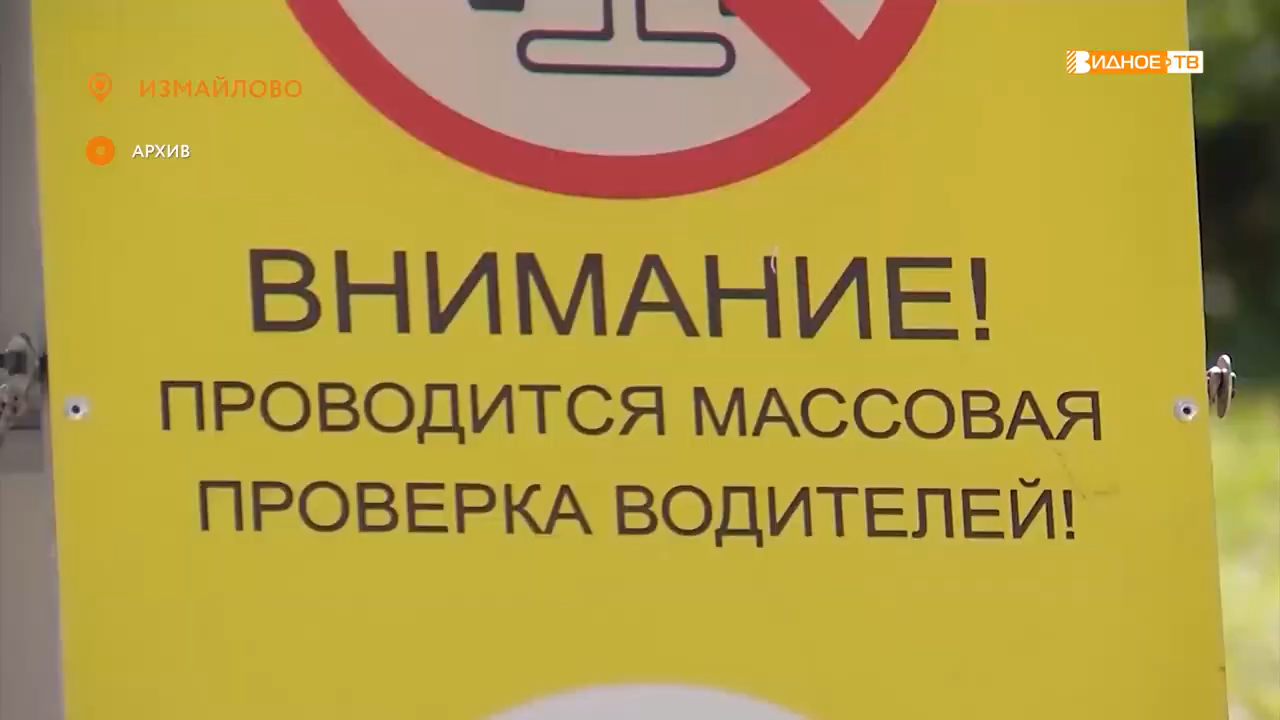 ИЗМАЙЛОВО
ВИДНОЕ ТВ
АРХИВ
ВНИМАНИЕ!
ПРОВОДИТСЯ МАССОВАЯ
ПРОВЕРКА ВОДИТЕЛЕЙ!